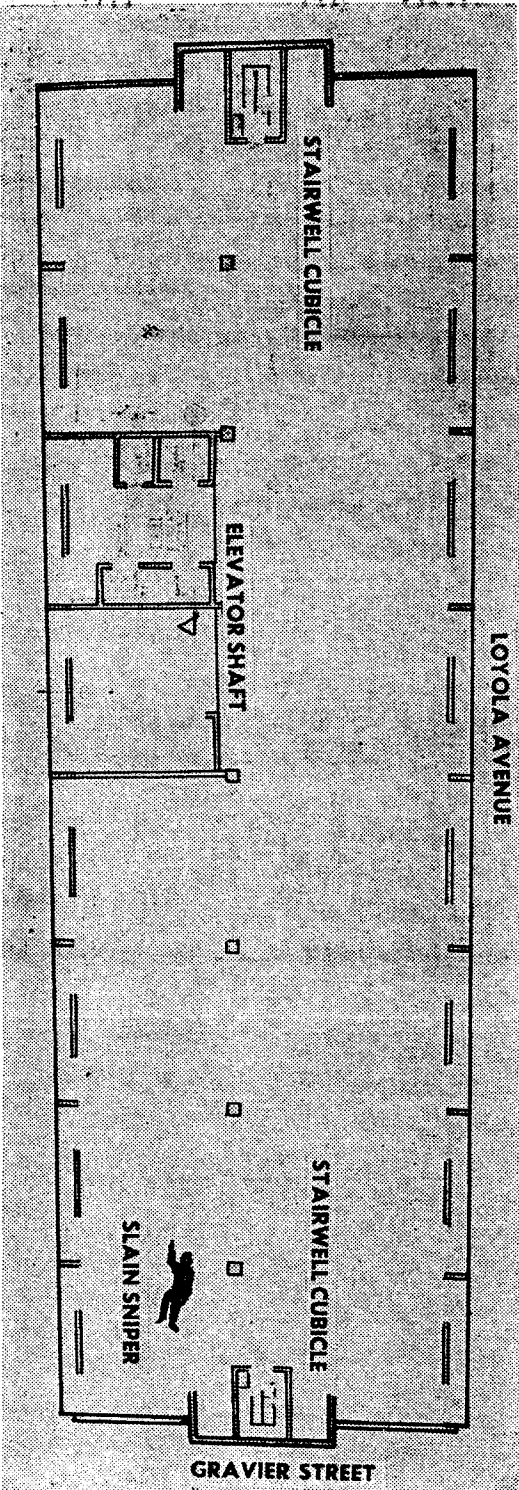 STAIRWELL CUBICLE
LOYOLA AVENUE
ELEVATOR SHAFT
STAIRWELL CUBICLE
SLAIN SNIPER
GRAVIER STREET